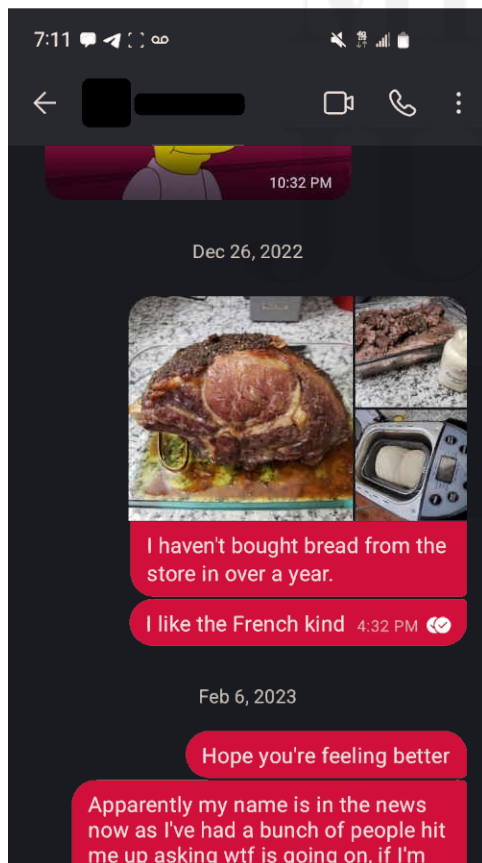 7:11
10:32 PM
Dec 26, 2022
I haven't bought bread from the
store in over a year.
I like the French kind 4:32 PM
Feb 6, 2023
Hope you're feeling better
Apparently my name is in the news
now as I've had a bunch of people hit
me up asking wtf is going on, if I'm